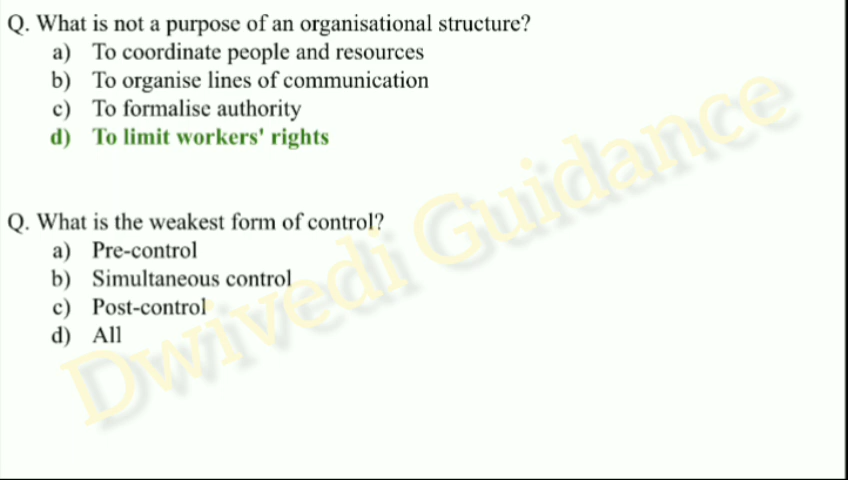 Q. What is not a purpose of an organisational structure?
a) To coordinate people and resources
b) To organise lines of communication
c) To formalise authority
d) To limit workers' rights
Q. What is the weakest form of control?
a) Pre-control
b) Simultaneous control
c) Post-control
d) All
Dwivedi Guidance